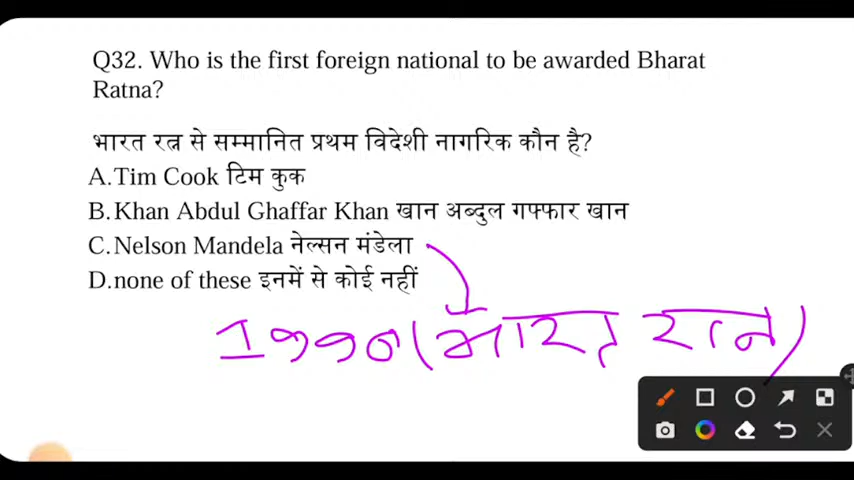 Q32. Who is the first foreign national to be awarded Bharat
Ratna?
भारत रत्न से सम्मानित प्रथम विदेशी नागरिक कौन है?
A.Tim Cook टिम कुक
B.Khan Abdul Ghaffar Khan खान अब्दुल गफ्फार खान
C.Nelson Mandela नेल्सन मंडेला
D.none of these इनमें से कोई नहीं
1990(भारत रात्न)